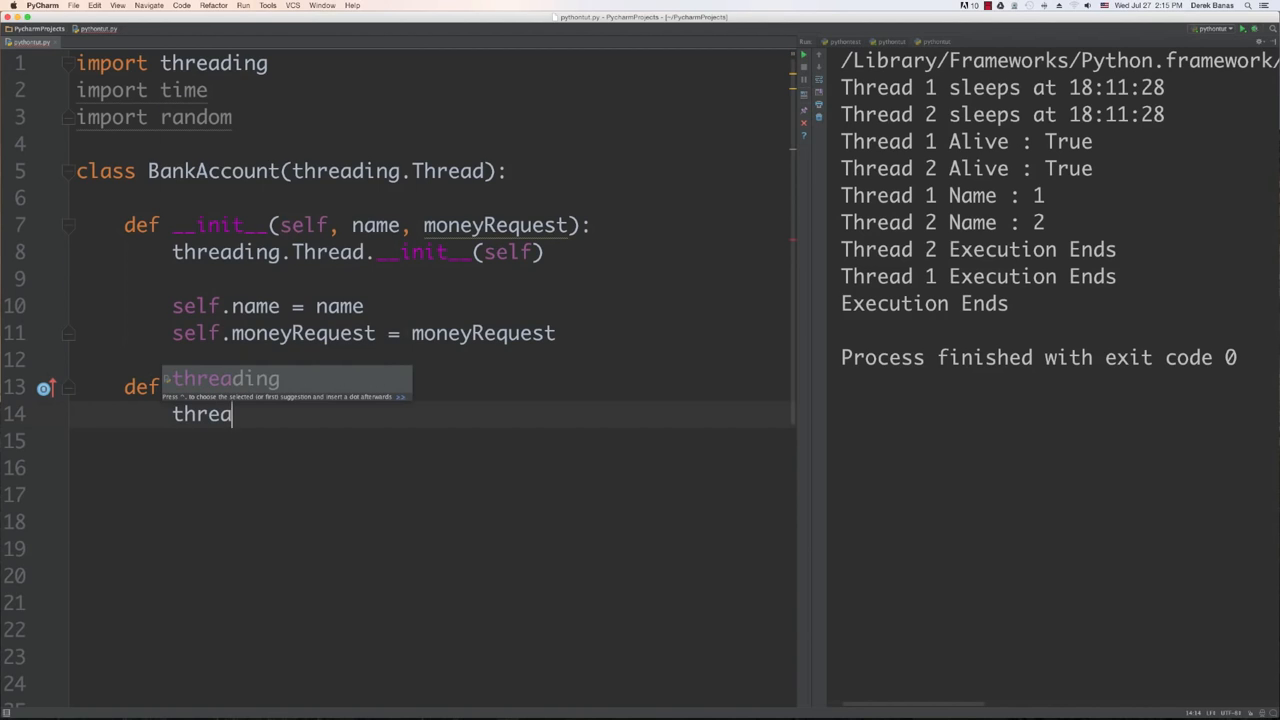 PyCharm File Edit View Navigate Code Refactor Run Tools VCS Window Help
10 Wed Jul 27 2:15 PM Derek Banas
pythontut.py - PycharmProjects - [~/PycharmProjects]
PycharmProjects pythontut.py
pythontut
pythontut.py
Run: pythontest pythontut pythontut
1 import threading
2 import time
3 import random
4
5 class BankAccount(threading.Thread):
6
7 def __init__(self, name, moneyRequest):
8 threading.Thread.__init__(self)
9
10 self.name = name
11 self.moneyRequest = moneyRequest
12
threading
13 def
Press ^. to choose the selected (or first) suggestion and insert a dot afterwards >>
14 threa
15
16
17
18
19
20
21
22
23
24
25
/Library/Frameworks/Python.framework/
Thread 1 sleeps at 18:11:28
Thread 2 sleeps at 18:11:28
Thread 1 Alive : True
Thread 2 Alive : True
Thread 1 Name : 1
Thread 2 Name : 2
Thread 2 Execution Ends
Thread 1 Execution Ends
Execution Ends
Process finished with exit code 0
14:14 LF÷ UTF-8÷